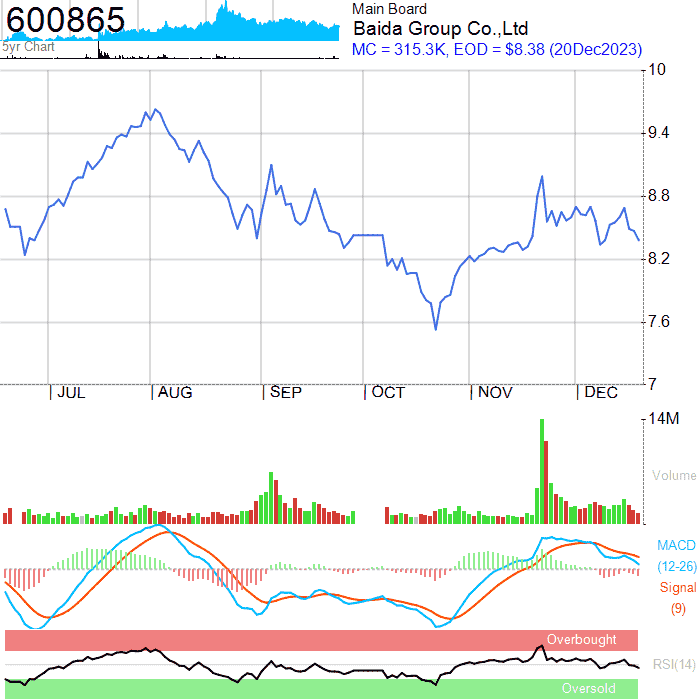 600865
5yr Chart
Main Board
Baida Group Co.,Ltd
MC = 315.3K, EOD = $8.38 (20Dec2023)
10
9.4
8.8
8.2
7.6
7
JUL AUG SEP OCT NOV DEC
14M
Volume
MACD
(12-26)
Signal
(9)
Overbought
RSI(14)
Oversold